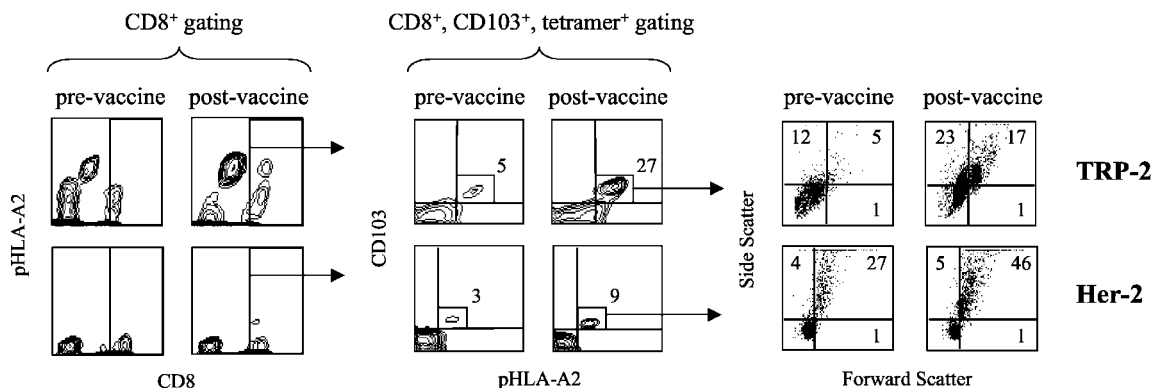 CD8⁺ gating
CD8⁺, CD103⁺, tetramer⁺ gating
pre-vaccine post-vaccine pre-vaccine post-vaccine pre-vaccine post-vaccine
pHLA-A2
CD103
Side Scatter
5
27
12 5
1
23 17
1
TRP-2
3
9
4 27
1
5 46
1
Her-2
CD8
pHLA-A2
Forward Scatter